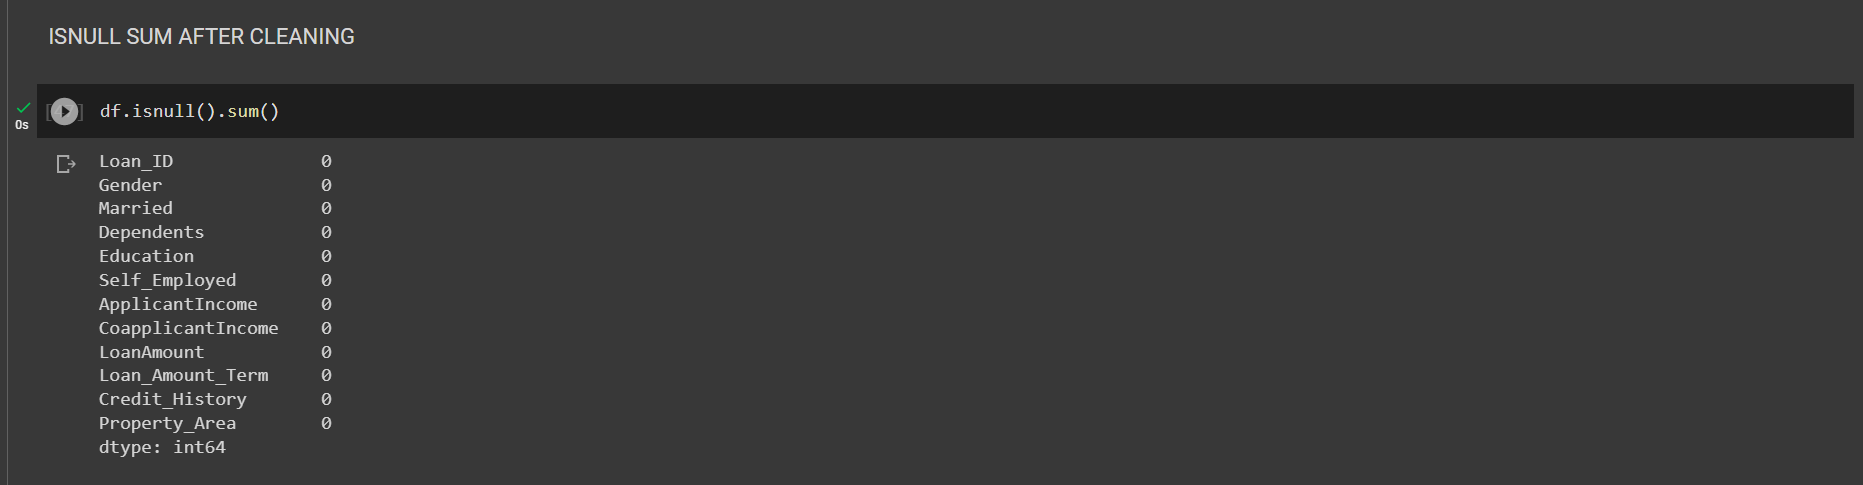 ISNULL SUM AFTER CLEANING
df.isnull().sum()
0s
Loan_ID 0
Gender 0
Married 0
Dependents 0
Education 0
Self_Employed 0
ApplicantIncome 0
CoapplicantIncome 0
LoanAmount 0
Loan_Amount_Term 0
Credit_History 0
Property_Area 0
dtype: int64